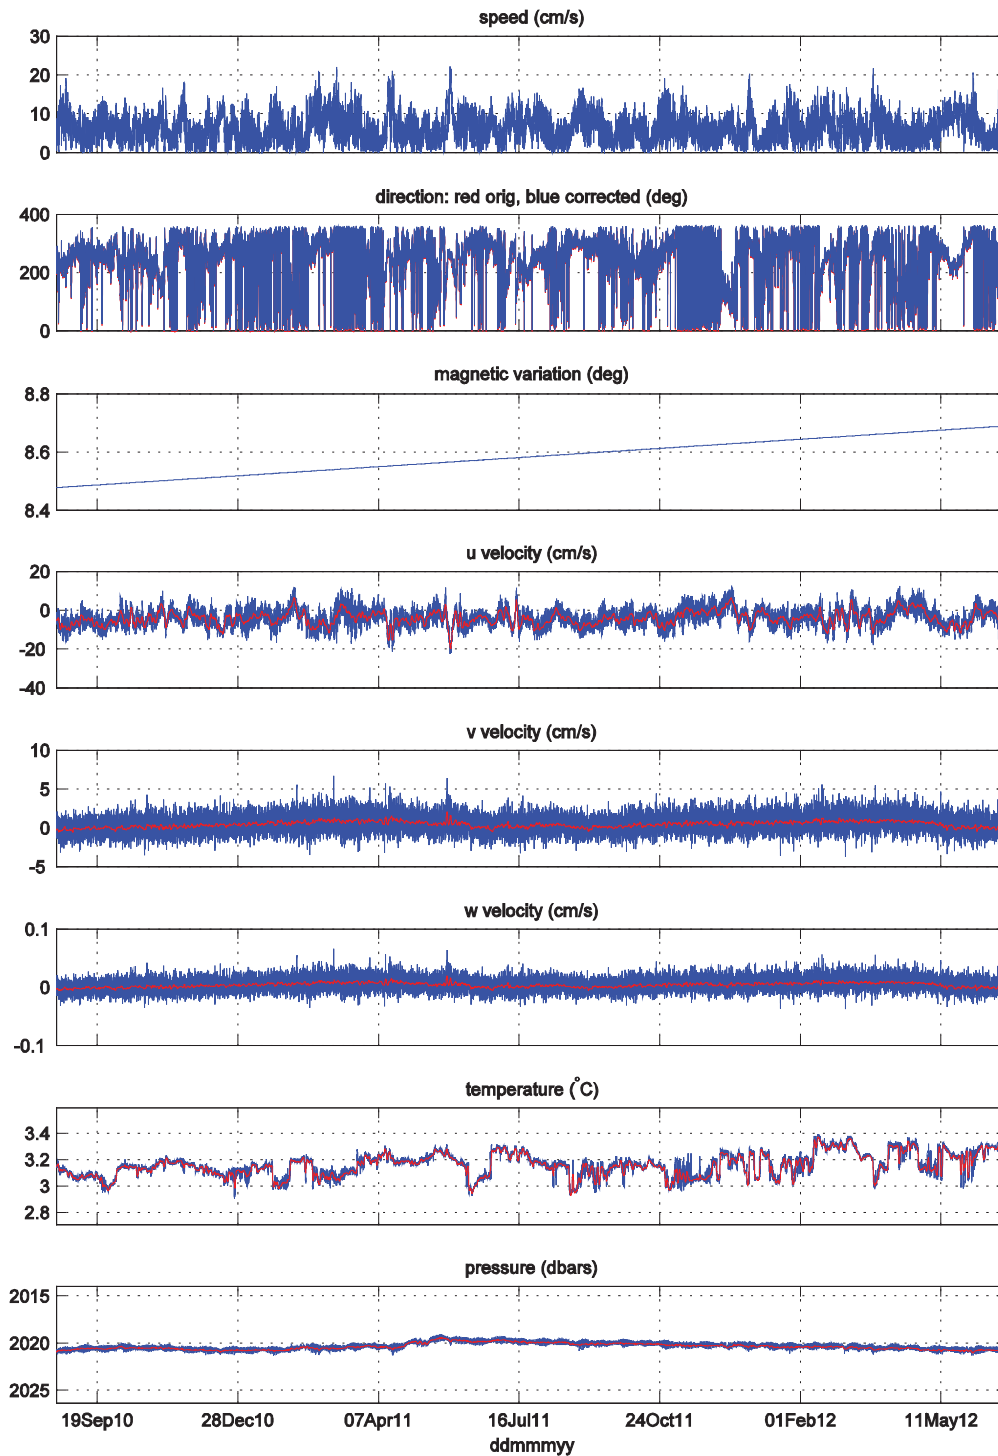 speed (cm/s)
30
20
10
0
direction: red orig, blue corrected (deg)
400
200
0
magnetic variation (deg)
8.8
8.6
8.4
u velocity (cm/s)
20
0
-20
-40
v velocity (cm/s)
10
5
0
-5
w velocity (cm/s)
0.1
0
-0.1
temperature (°C)
3.4
3.2
3
2.8
pressure (dbars)
2015
2020
2025
19Sep10 28Dec10 07Apr11 16Jul11 24Oct11 01Feb12 11May12
ddmmmyy